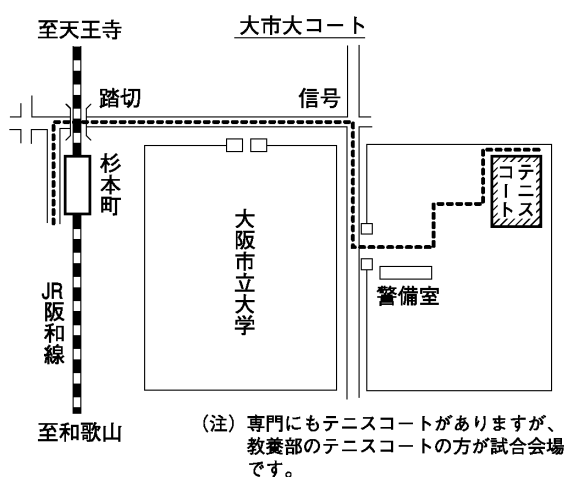 大市大コート
至天王寺
踏切
信号
杉本町
テニス
コート
大阪市立大学
警備室
JR阪和線
至和歌山
(注) 専門にもテニスコートがありますが、
教養部のテニスコートの方が試合会場
です。